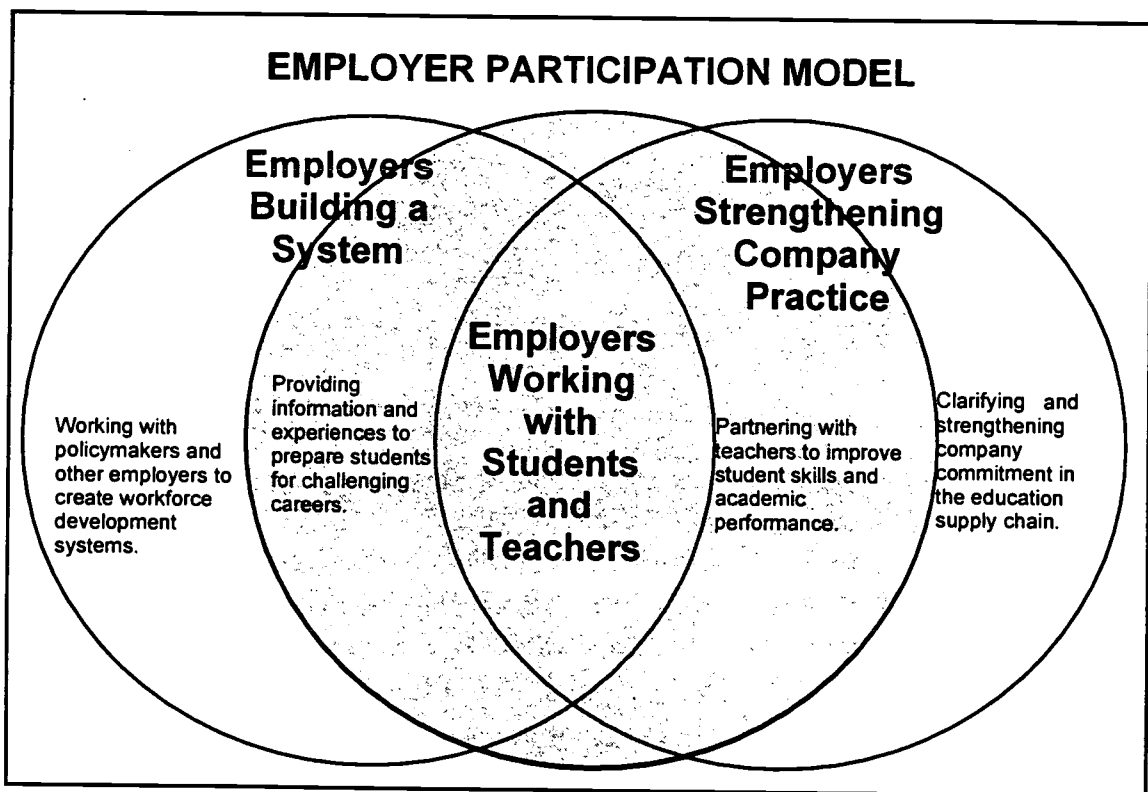 EMPLOYER PARTICIPATION MODEL
Employers
Building a
System
Employers
Strengthening
Company
Practice
Employers
Working
with
Students
and
Teachers
Working with
policymakers and
other employers to
create workforce
development
systems.
Providing
information and
experiences to
prepare students
for challenging
careers.
Partnering with
teachers to improve
student skills and
academic
performance.
Clarifying and
strengthening
company
commitment in
the education
supply chain.